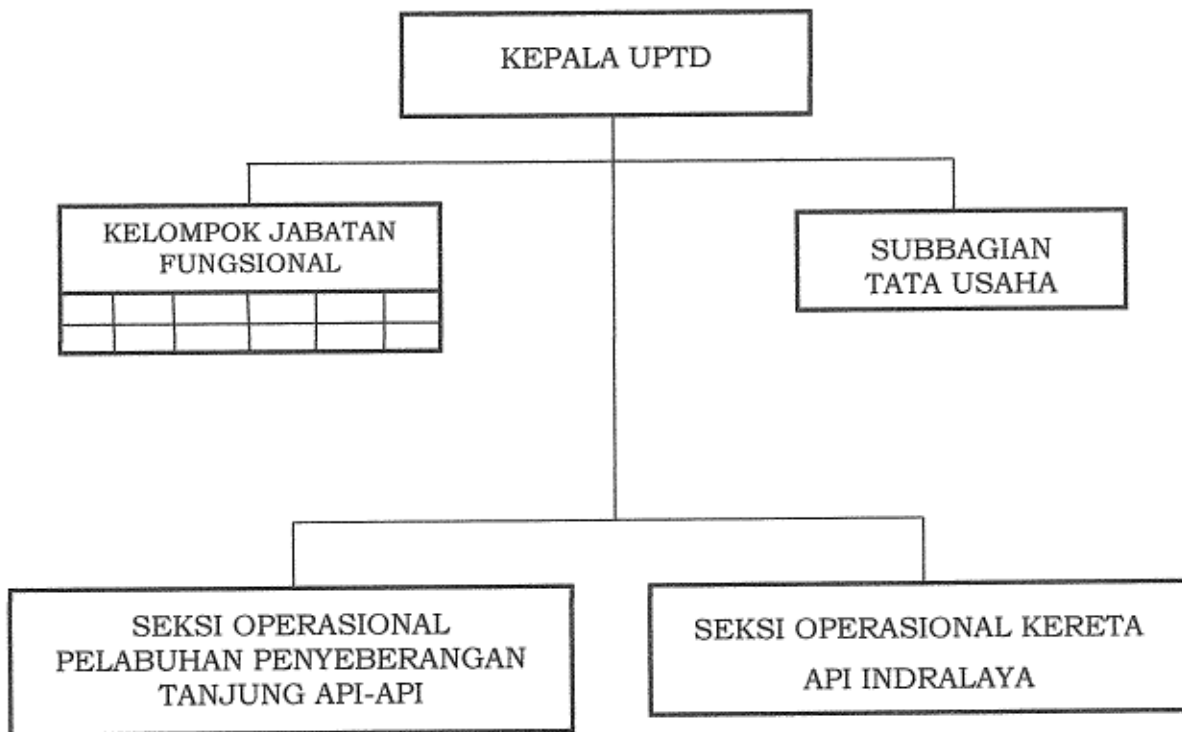 KEPALA UPTD
KELOMPOK JABATAN
FUNGSIONAL
SUBBAGIAN
TATA USAHA
SEKSI OPERASIONAL
PELABUHAN PENYEBERANGAN
TANJUNG API-API
SEKSI OPERASIONAL KERETA
API INDRALAYA